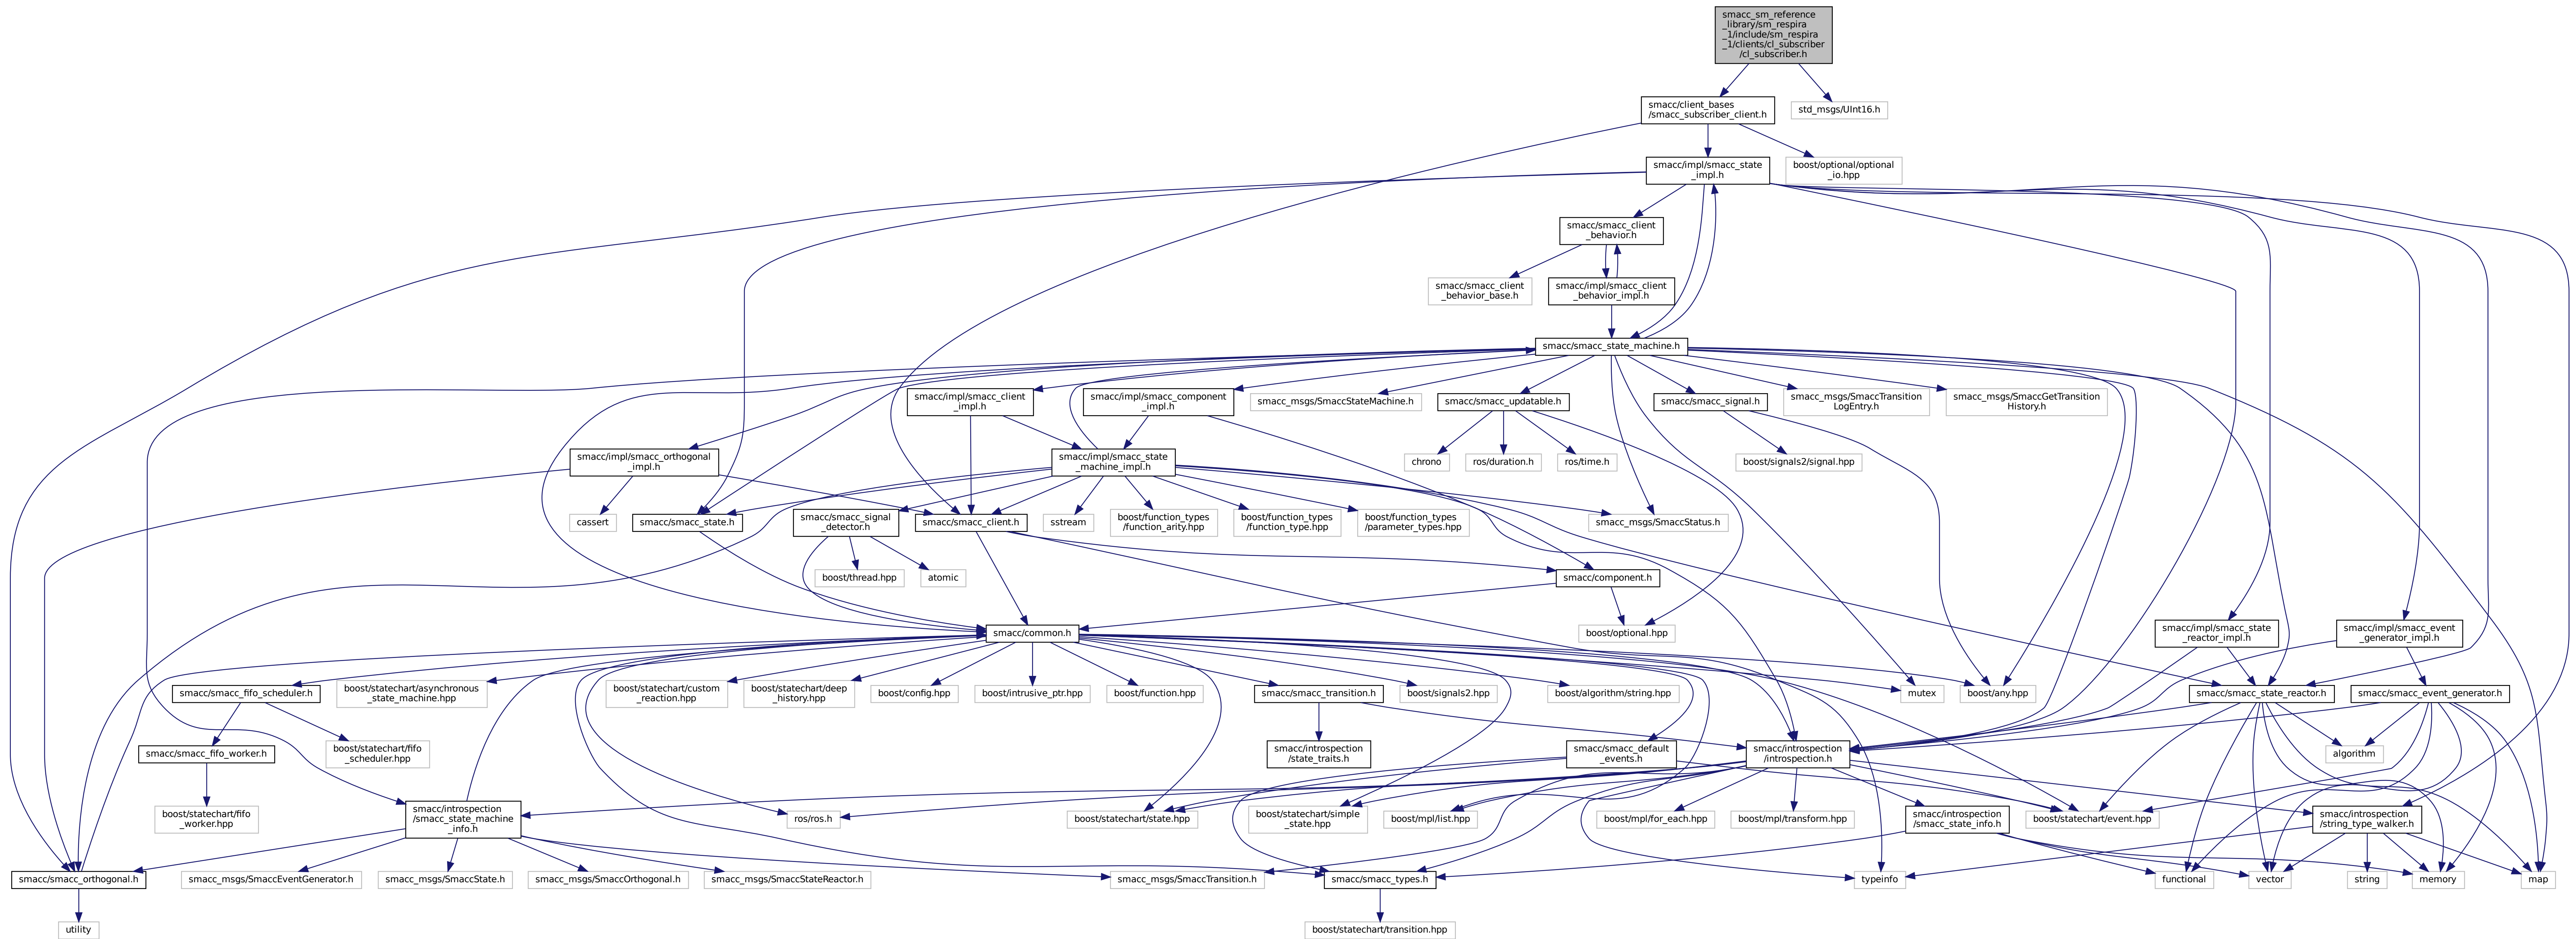 smacc_sm_reference
_library/sm_respira
_1/include/sm_respira
_1/clients/cl_subscriber
/cl_subscriber.h
smacc/client_bases
/smacc_subscriber_client.h
std_msgs/UInt16.h
smacc/impl/smacc_state
_impl.h
boost/optional/optional
_io.hpp
smacc/smacc_client
_behavior.h
smacc/smacc_client
_behavior_base.h
smacc/impl/smacc_client
_behavior_impl.h
smacc/smacc_state_machine.h
smacc/impl/smacc_client
_impl.h
smacc/impl/smacc_component
_impl.h
smacc_msgs/SmaccStateMachine.h
smacc/smacc_updatable.h
smacc/smacc_signal.h
smacc_msgs/SmaccTransition
LogEntry.h
smacc_msgs/SmaccGetTransition
History.h
smacc/impl/smacc_orthogonal
_impl.h
smacc/impl/smacc_state
_machine_impl.h
chrono
ros/duration.h
ros/time.h
boost/signals2/signal.hpp
cassert
smacc/smacc_state.h
smacc/smacc_signal
_detector.h
smacc/smacc_client.h
sstream
boost/function_types
/function_arity.hpp
boost/function_types
/function_type.hpp
boost/function_types
/parameter_types.hpp
smacc_msgs/SmaccStatus.h
boost/thread.hpp
atomic
smacc/component.h
smacc/common.h
boost/optional.hpp
smacc/impl/smacc_state
_reactor_impl.h
smacc/impl/smacc_event
_generator_impl.h
smacc/smacc_fifo_scheduler.h
boost/statechart/asynchronous
_state_machine.hpp
boost/statechart/custom
_reaction.hpp
boost/statechart/deep
_history.hpp
boost/config.hpp
boost/intrusive_ptr.hpp
boost/function.hpp
smacc/smacc_transition.h
boost/signals2.hpp
boost/algorithm/string.hpp
mutex
boost/any.hpp
smacc/smacc_state_reactor.h
smacc/smacc_event_generator.h
smacc/smacc_fifo_worker.h
boost/statechart/fifo
_scheduler.hpp
smacc/introspection
/state_traits.h
smacc/smacc_default
_events.h
smacc/introspection
/introspection.h
algorithm
boost/statechart/fifo
_worker.hpp
smacc/introspection
/smacc_state_machine
_info.h
ros/ros.h
boost/statechart/state.hpp
boost/statechart/simple
_state.hpp
boost/mpl/list.hpp
boost/mpl/for_each.hpp
boost/mpl/transform.hpp
smacc/introspection
/smacc_state_info.h
boost/statechart/event.hpp
smacc/introspection
/string_type_walker.h
smacc/smacc_orthogonal.h
smacc_msgs/SmaccEventGenerator.h
smacc_msgs/SmaccState.h
smacc_msgs/SmaccOrthogonal.h
smacc_msgs/SmaccStateReactor.h
smacc_msgs/SmaccTransition.h
smacc/smacc_types.h
typeinfo
functional
vector
string
memory
map
utility
boost/statechart/transition.hpp